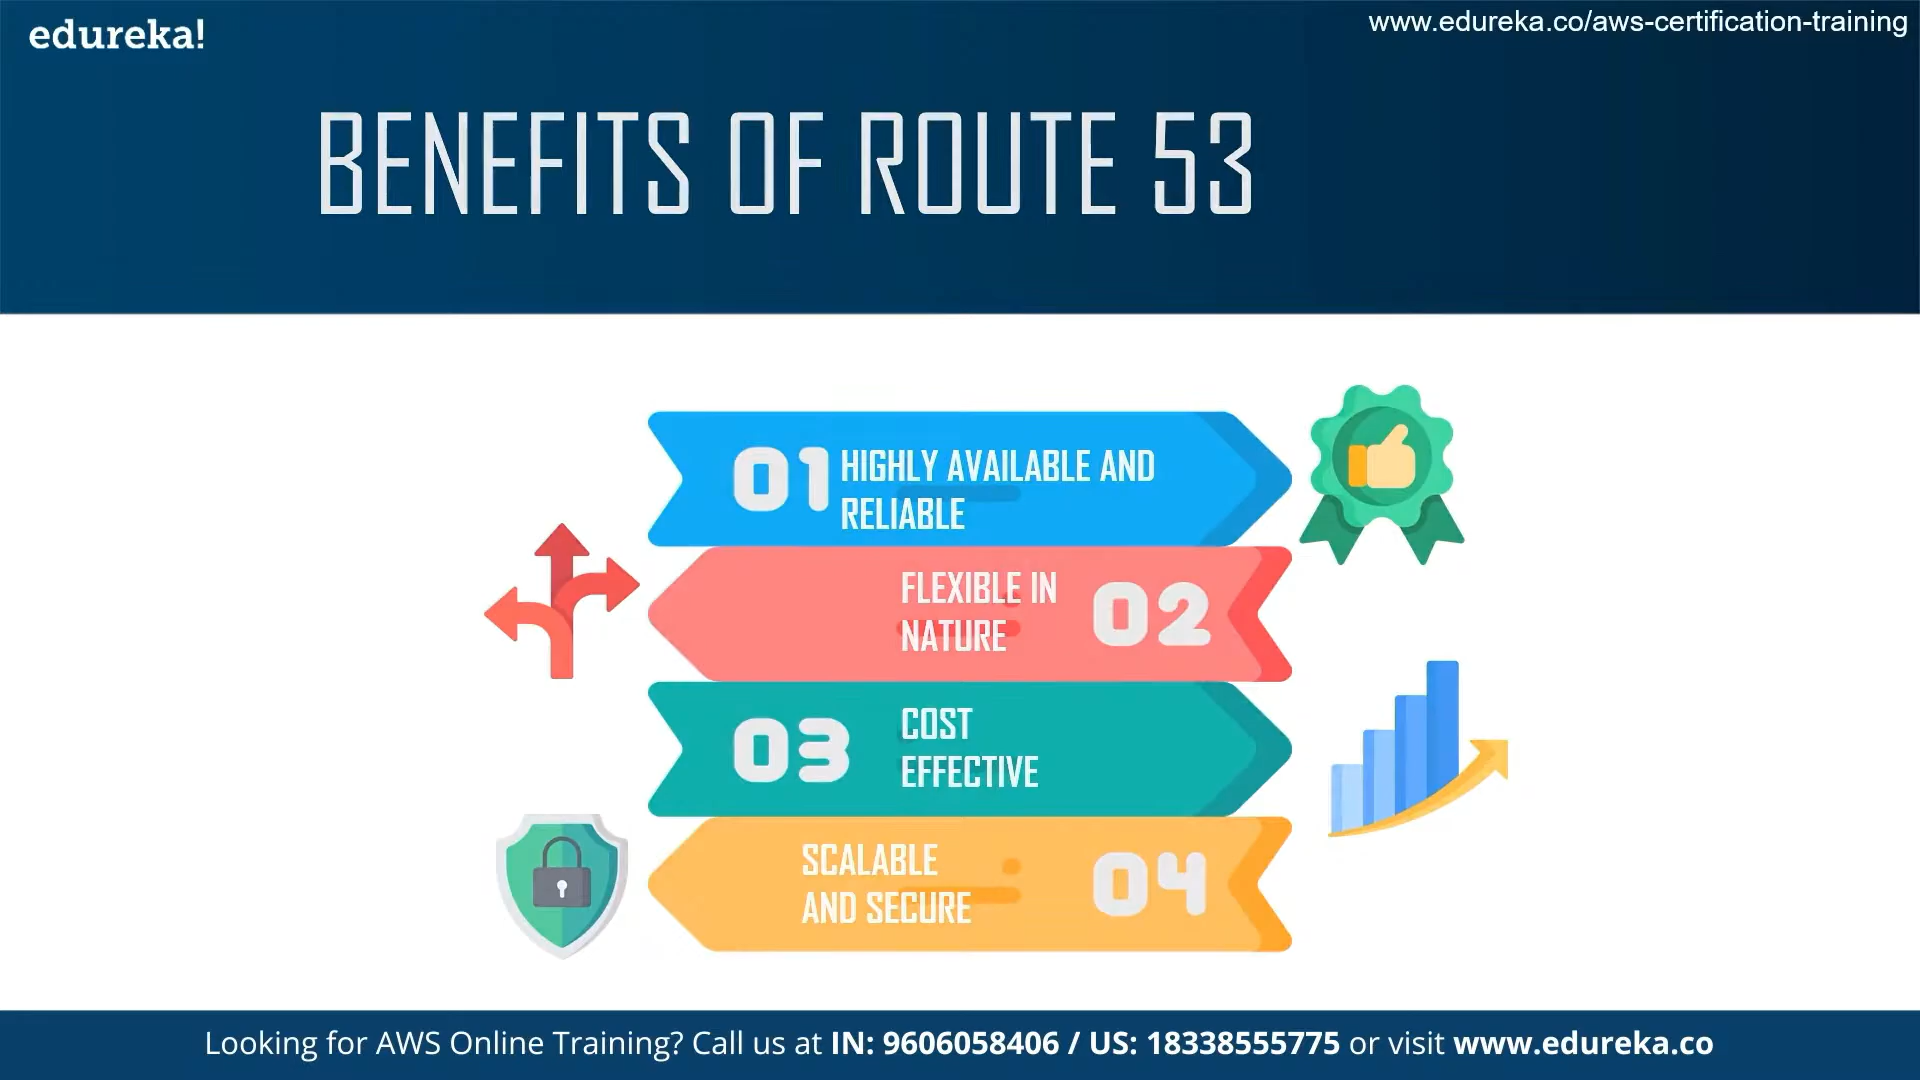 edureka!
www.edureka.co/aws-certification-training
BENEFITS OF ROUTE 53
01 HIGHLY AVAILABLE AND
RELIABLE
FLEXIBLE IN
NATURE
02
03
COST
EFFECTIVE
SCALABLE
AND SECURE
04
Looking for AWS Online Training? Call us at IN: 9606058406 / US: 18338555775 or visit www.edureka.co